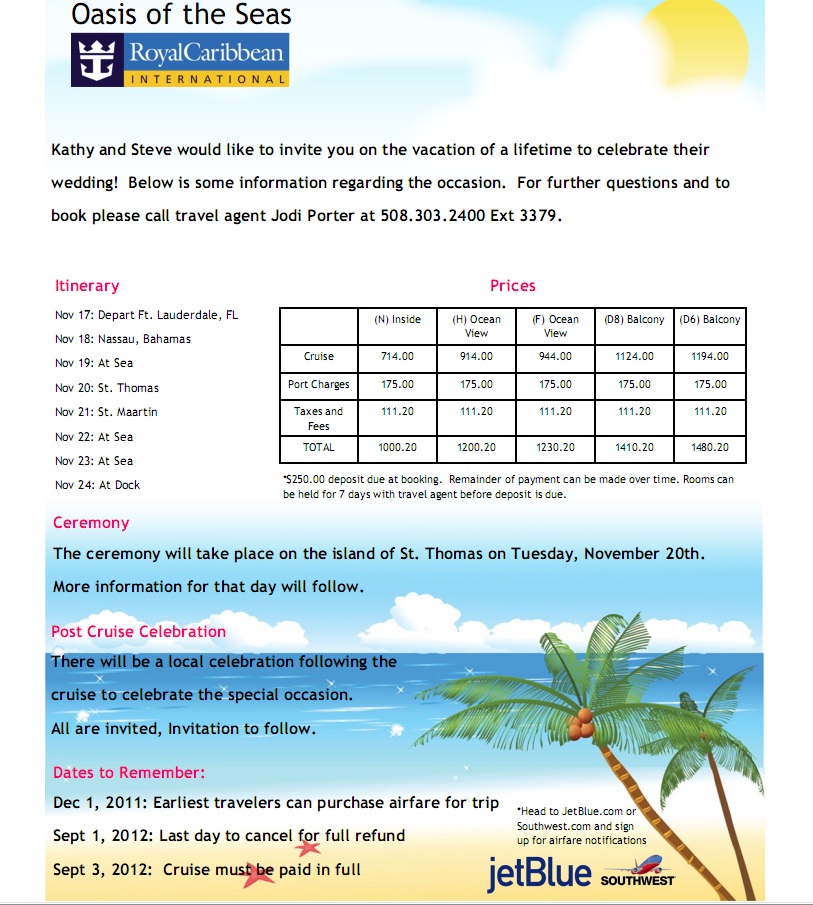 Oasis of the Seas
RoyalCaribbean
INTERNATIONAL
Kathy and Steve would like to invite you on the vacation of a lifetime to celebrate their
wedding! Below is some information regarding the occasion. For further questions and to
book please call travel agent Jodi Porter at 508.303.2400 Ext 3379.
Itinerary
Nov 17: Depart Ft. Lauderdale, FL
Nov 18: Nassau, Bahamas
Nov 19: At Sea
Nov 20: St. Thomas
Nov 21: St. Maartin
Nov 22: At Sea
Nov 23: At Sea
Nov 24: At Dock
Prices
(N) Inside (H) Ocean View (F) Ocean View (D8) Balcony (D6) Balcony
Cruise 714.00 914.00 944.00 1124.00 1194.00
Port Charges 175.00 175.00 175.00 175.00 175.00
Taxes and Fees 111.20 111.20 111.20 111.20 111.20
TOTAL 1000.20 1200.20 1230.20 1410.20 1480.20
*$250.00 deposit due at booking. Remainder of payment can be made over time. Rooms can
be held for 7 days with travel agent before deposit is due.
Ceremony
The ceremony will take place on the island of St. Thomas on Tuesday, November 20th.
More information for that day will follow.
Post Cruise Celebration
There will be a local celebration following the
cruise to celebrate the special occasion.
All are invited, Invitation to follow.
Dates to Remember:
Dec 1, 2011: Earliest travelers can purchase airfare for trip
Sept 1, 2012: Last day to cancel for full refund
Sept 3, 2012: Cruise must be paid in full
*Head to JetBlue.com or
Southwest.com and sign
up for airfare notifications
jetBlue
SOUTHWEST